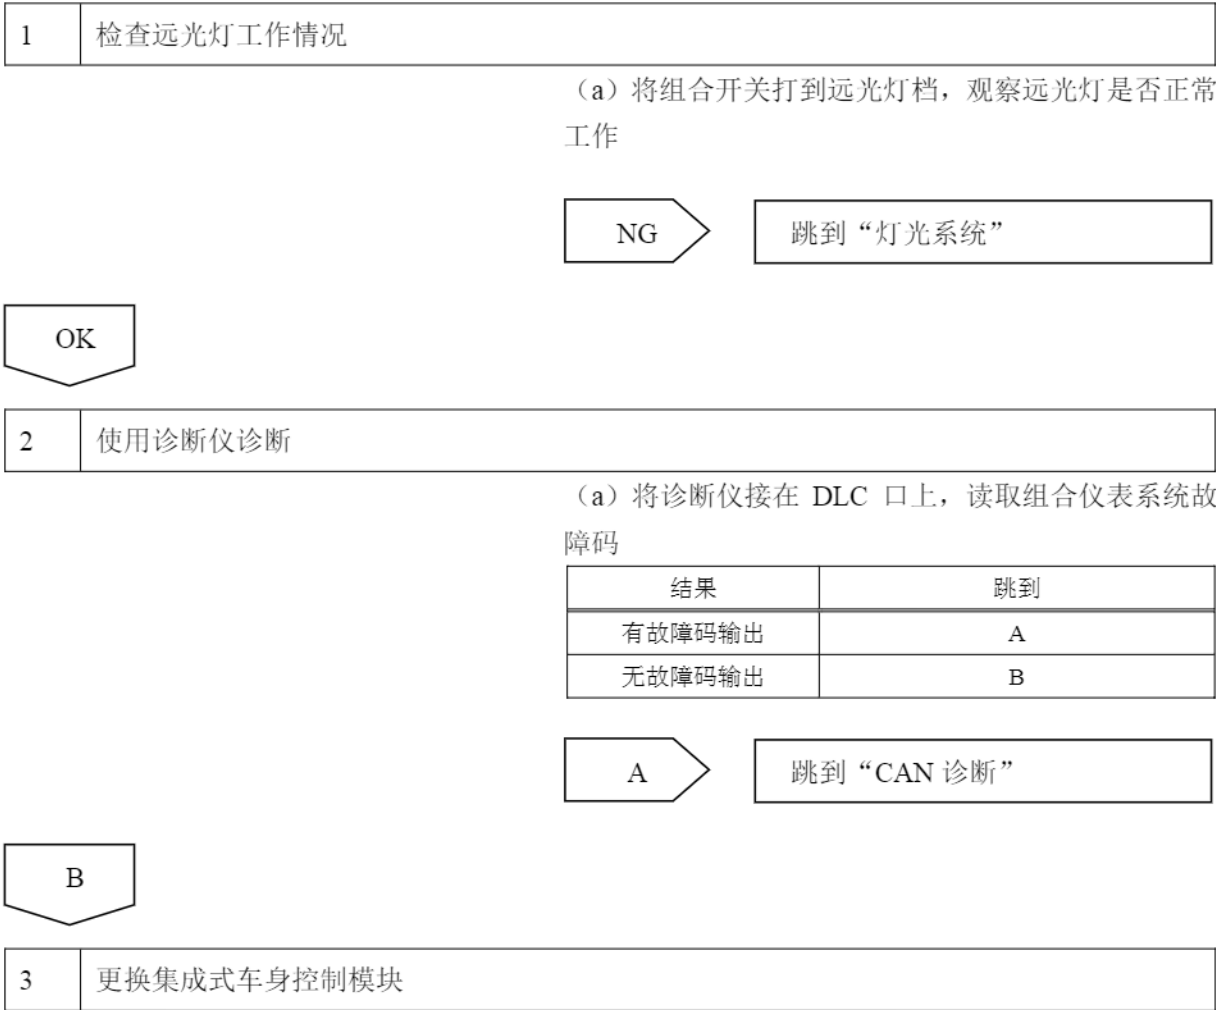 1 检查远光灯工作情况
（a）将组合开关打到远光灯档，观察远光灯是否正常
工作
NG 跳到“灯光系统”
OK
2 使用诊断仪诊断
（a）将诊断仪接在 DLC 口上，读取组合仪表系统故
障码
结果 跳到
有故障码输出 A
无故障码输出 B
A 跳到“CAN 诊断”
B
3 更换集成式车身控制模块